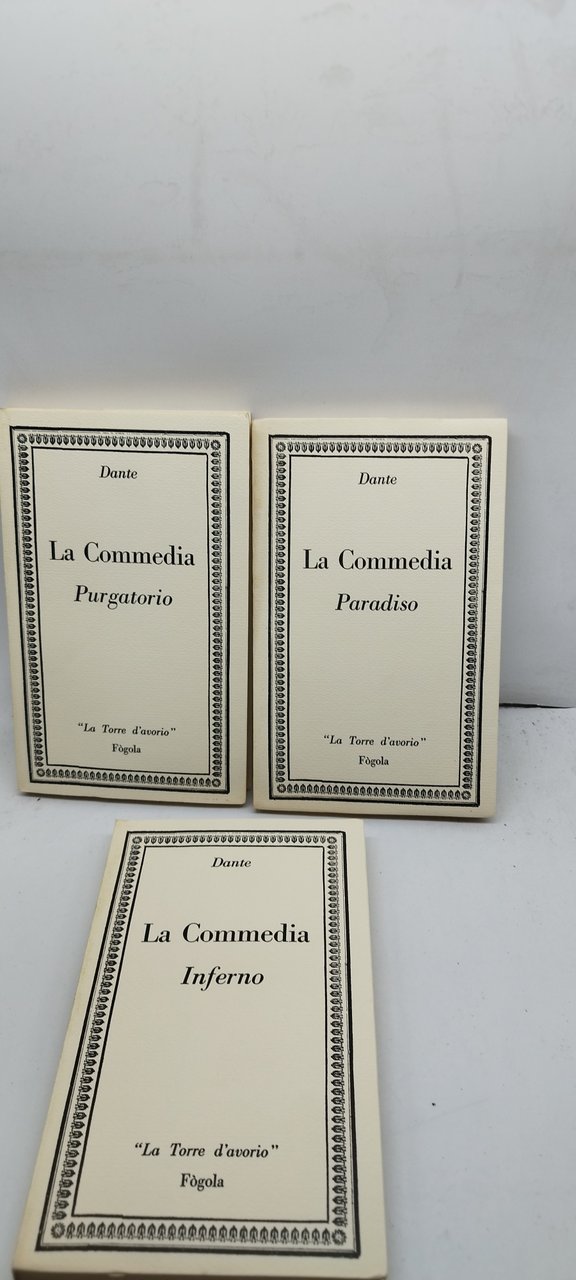 Dante
La Commedia
Purgatorio
"La Torre d'avorio"
Fògola
Dante
La Commedia
Paradiso
"La Torre d'avorio"
Fògola
Dante
La Commedia
Inferno
"La Torre d'avorio"
Fògola